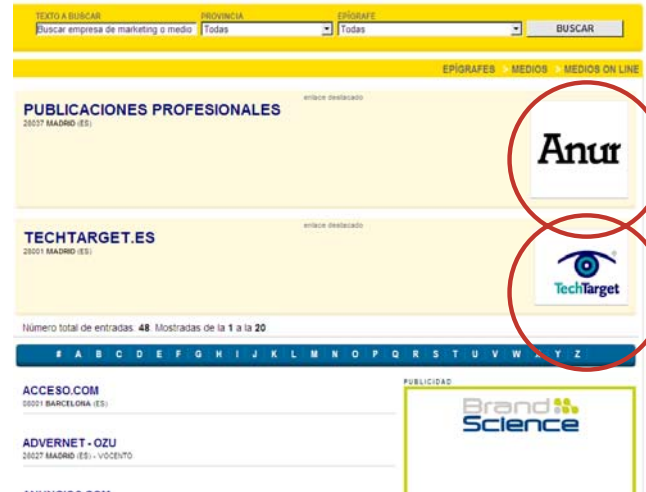 TEXTO A BUSCAR PROVINCIA EPÍGRAFE
Buscar empresa de marketing o medio Todas Todas BUSCAR
EPÍGRAFES MEDIOS MEDIOS ON LINE
enlace destacado
PUBLICACIONES PROFESIONALES
28037 MADRID (ES)
Anur
enlace destacado
TECHTARGET.ES
28001 MADRID (ES)
TechTarget
Número total de entradas: 48. Mostradas de la 1 a la 20
# A B C D E F G H I J K L M N O P Q R S T U V W X Y Z
PUBLICIDAD
ACCESO.COM
08001 BARCELONA (ES)
Brand
Science
ADVERNET - OZU
28027 MADRID (ES) - VOCENTO